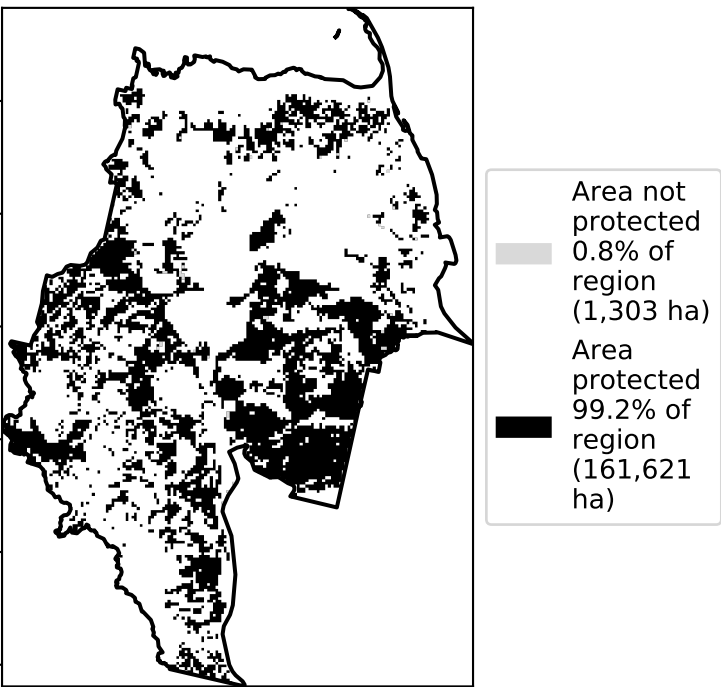 Area not
protected
0.8% of
region
(1,303 ha)
Area
protected
99.2% of
region
(161,621
ha)